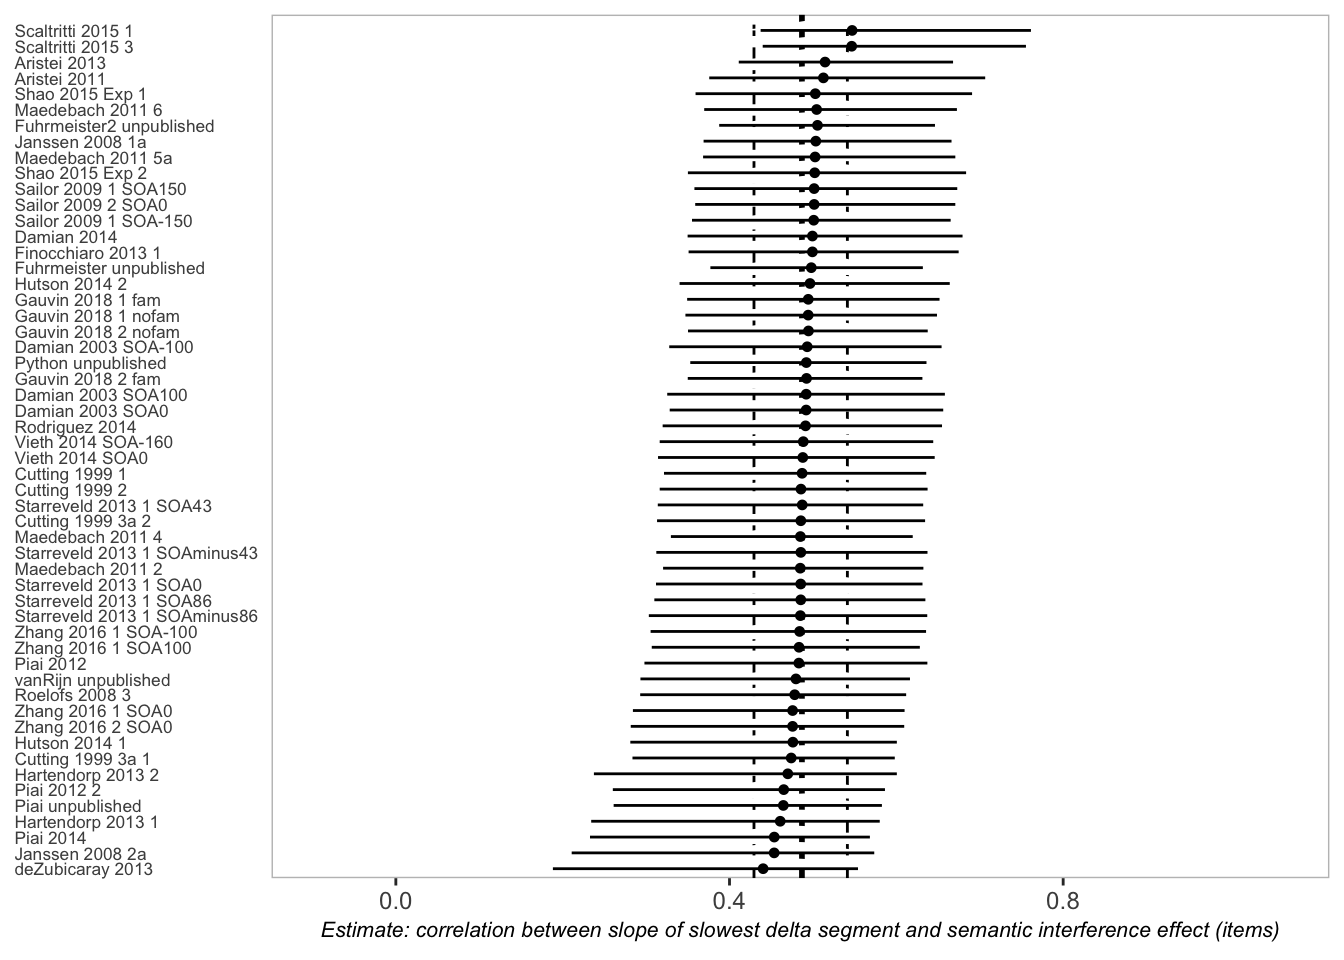 Scaltritti 2015 1
Scaltritti 2015 3
Aristei 2013
Aristei 2011
Shao 2015 Exp 1
Maedebach 2011 6
Fuhrmeister2 unpublished
Janssen 2008 1a
Maedebach 2011 5a
Shao 2015 Exp 2
Sailor 2009 1 SOA150
Sailor 2009 2 SOA0
Sailor 2009 1 SOA-150
Damian 2014
Finocchiaro 2013 1
Fuhrmeister unpublished
Hutson 2014 2
Gauvin 2018 1 fam
Gauvin 2018 1 nofam
Gauvin 2018 2 nofam
Damian 2003 SOA-100
Python unpublished
Gauvin 2018 2 fam
Damian 2003 SOA100
Damian 2003 SOA0
Rodriguez 2014
Vieth 2014 SOA-160
Vieth 2014 SOA0
Cutting 1999 1
Cutting 1999 2
Starreveld 2013 1 SOA43
Cutting 1999 3a 2
Maedebach 2011 4
Starreveld 2013 1 SOAminus43
Maedebach 2011 2
Starreveld 2013 1 SOA0
Starreveld 2013 1 SOA86
Starreveld 2013 1 SOAminus86
Zhang 2016 1 SOA-100
Zhang 2016 1 SOA100
Piai 2012
vanRijn unpublished
Roelofs 2008 3
Zhang 2016 1 SOA0
Zhang 2016 2 SOA0
Hutson 2014 1
Cutting 1999 3a 1
Hartendorp 2013 2
Piai 2012 2
Piai unpublished
Hartendorp 2013 1
Piai 2014
Janssen 2008 2a
deZubicaray 2013
0.0 0.4 0.8
Estimate: correlation between slope of slowest delta segment and semantic interference effect (items)